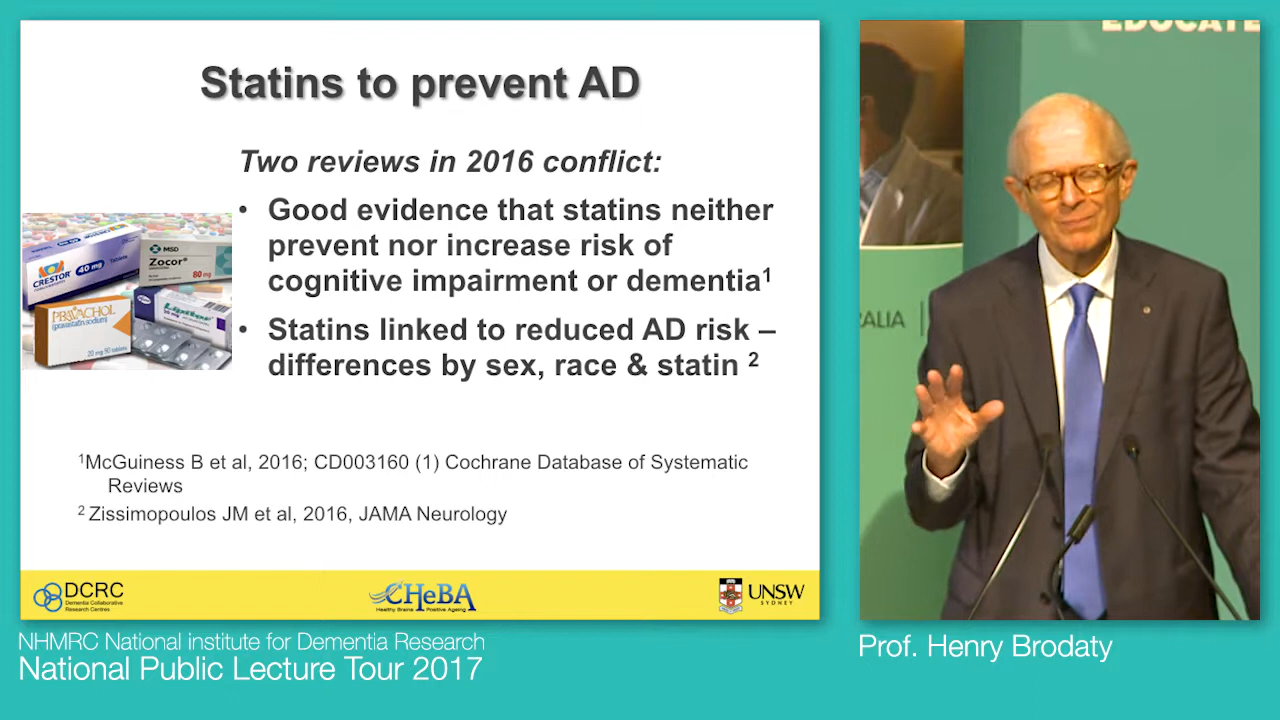 Statins to prevent AD
Two reviews in 2016 conflict:
• Good evidence that statins neither
prevent nor increase risk of
cognitive impairment or dementia1
• Statins linked to reduced AD risk –
differences by sex, race & statin 2
CRESTOR 40 mg Tablets
MSD
Zocor®
80 mg
PRAVACHOL
(pravastatin sodium)
20 mg 50 tablets
Lipitor
1McGuiness B et al, 2016; CD003160 (1) Cochrane Database of Systematic
Reviews
2 Zissimopoulos JM et al, 2016, JAMA Neurology
DCRC
Dementia Collaborative
Research Centres
CHeBA
Healthy Brains Positive Ageing
UNSW
SYDNEY
EDUCATE
RALIA
NHMRC National institute for Dementia Research
National Public Lecture Tour 2017
Prof. Henry Brodaty